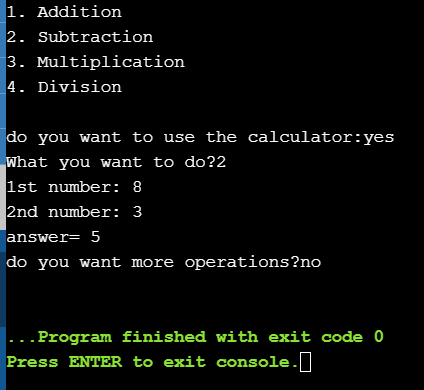 1. Addition
2. Subtraction
3. Multiplication
4. Division
do you want to use the calculator:yes
What you want to do?2
1st number: 8
2nd number: 3
answer= 5
do you want more operations?no
...Program finished with exit code 0
Press ENTER to exit console.